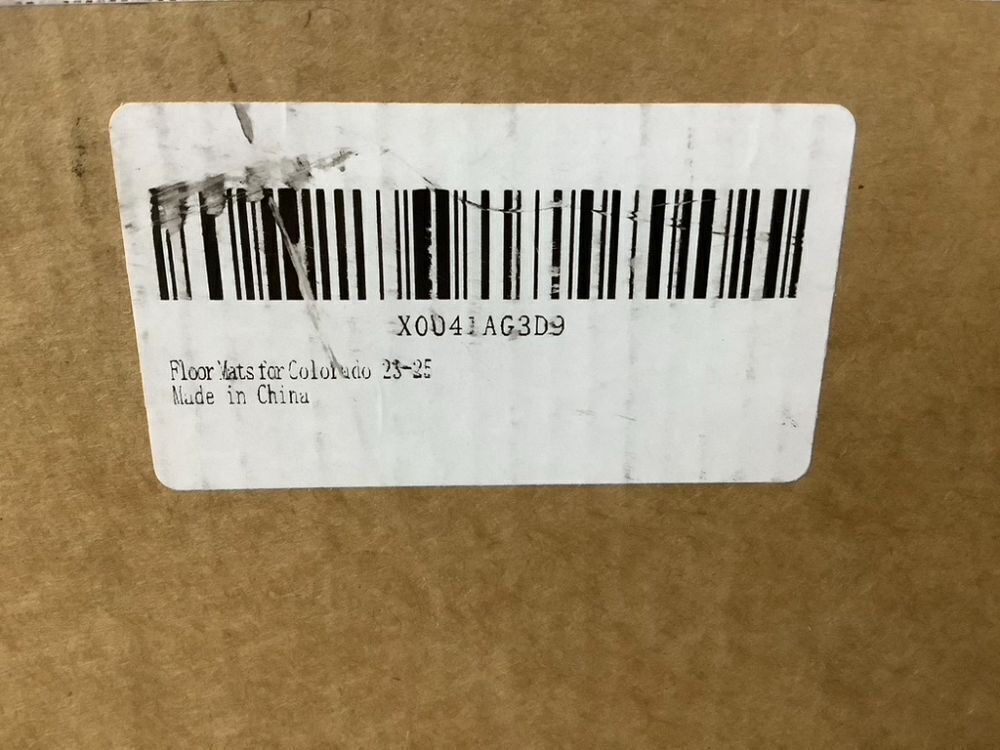 X0041AG3D9
Floor Mats for Colorado 23-25
Made in China